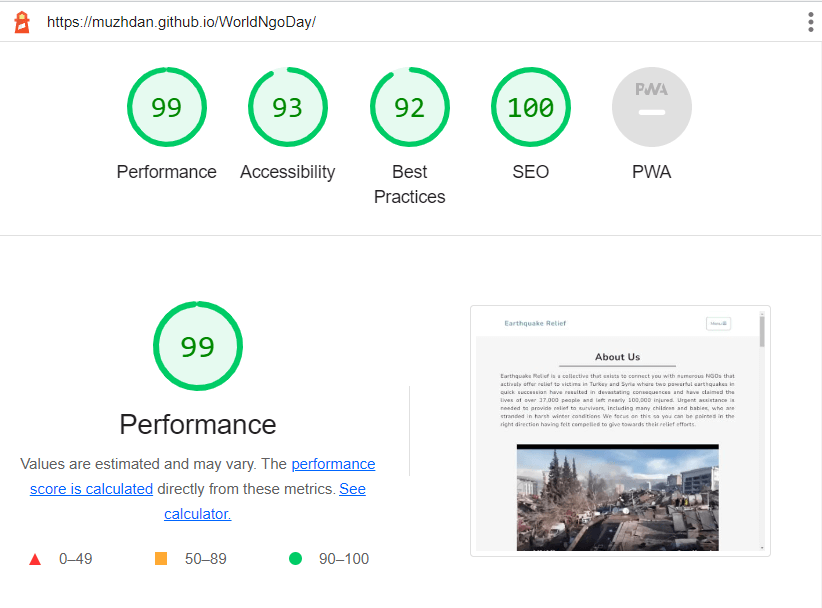 https://muzhdan.github.io/WorldNgoDay/
99
93
92
100
PWA
Performance
Accessibility
Best
Practices
SEO
PWA
99
Performance
Values are estimated and may vary. The performance
score is calculated directly from these metrics. See
calculator.
0–49
50–89
90–100
Earthquake Relief
Menu
About Us
Earthquake Relief is a collective that exists to connect you with numerous NGOs that
actively offer relief to victims in Turkey and Syria where two powerful earthquakes in
quick succession have resulted in devastating consequences and have claimed the
lives of over 37,000 people and left nearly 100,000 injured. Urgent assistance is
needed to provide relief to survivors, including many children and babies, who are
stranded in harsh winter conditions We focus on this so you can be pointed in the
right direction having felt compelled to give towards their relief efforts.